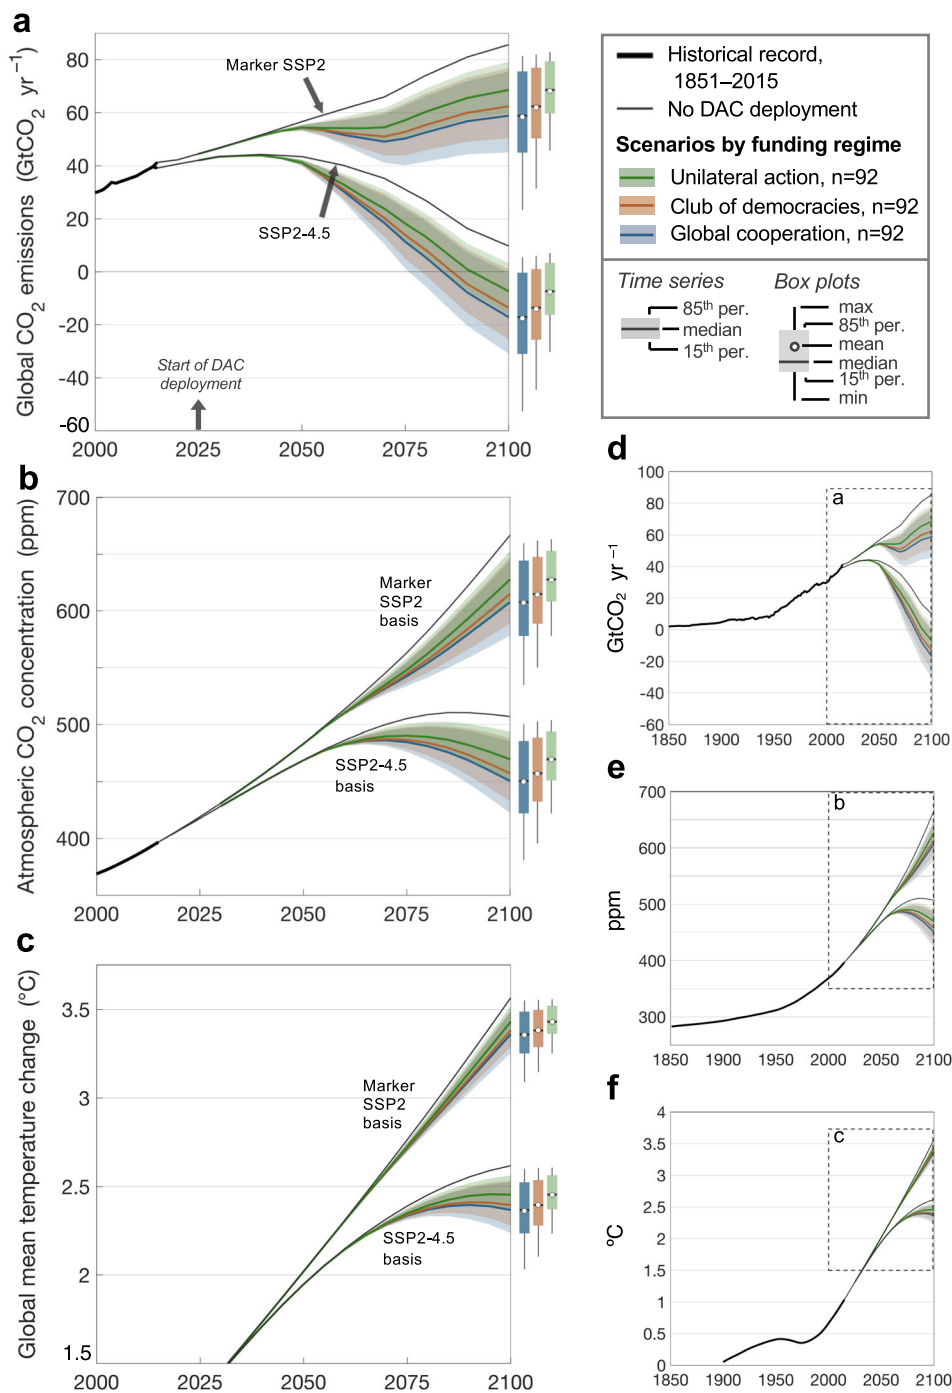 a
Global CO2 emissions (GtCO2 yr−1)
80
60
40
20
0
−20
−40
-60
Marker SSP2
SSP2-4.5
Start of DAC
deployment
2000 2025 2050 2075 2100
Historical record,
1851–2015
No DAC deployment
Scenarios by funding regime
Unilateral action, n=92
Club of democracies, n=92
Global cooperation, n=92
Time series
85th per.
median
15th per.
Box plots
max
85th per.
mean
median
15th per.
min
b
Atmospheric CO2 concentration (ppm)
700
600
500
400
Marker
SSP2
basis
SSP2-4.5
basis
2000 2025 2050 2075 2100
c
Global mean temperature change (°C)
3.5
3
2.5
2
1.5
Marker
SSP2
basis
SSP2-4.5
basis
2000 2025 2050 2075 2100
d
GtCO2 yr−1
100
80
60
40
20
0
-20
-40
-60
a
1850 1900 1950 2000 2050 2100
e
ppm
700
600
500
400
300
b
1850 1900 1950 2000 2050 2100
f
ºC
4
3.5
3
2.5
2
1.5
1
0.5
0
c
1850 1900 1950 2000 2050 2100